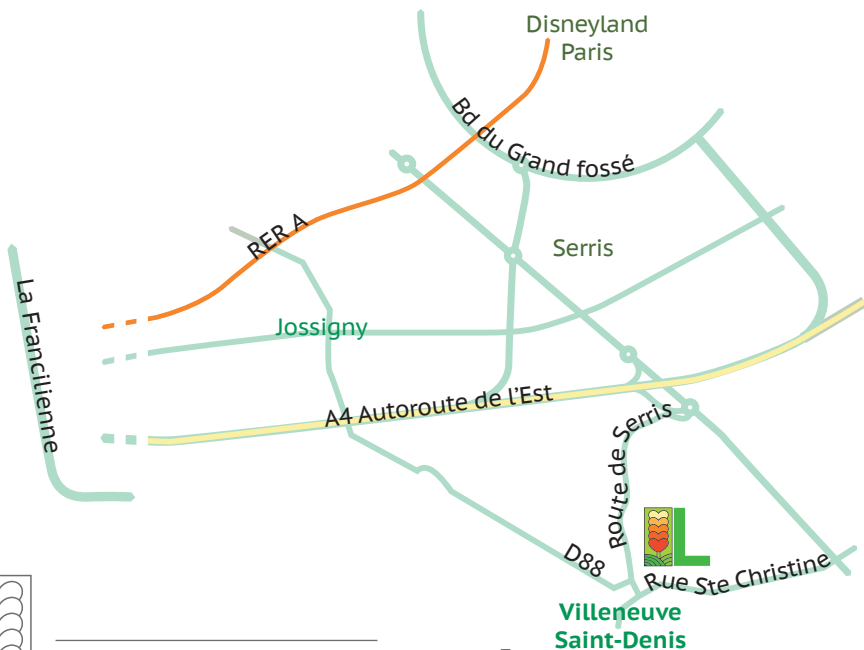 Disneyland
Paris
Bd du Grand fossé
RER A
Serris
La Francilienne
Jossigny
A4 Autoroute de l'Est
Route de Serris
L
D88
Rue Ste Christine
Villeneuve
Saint-Denis